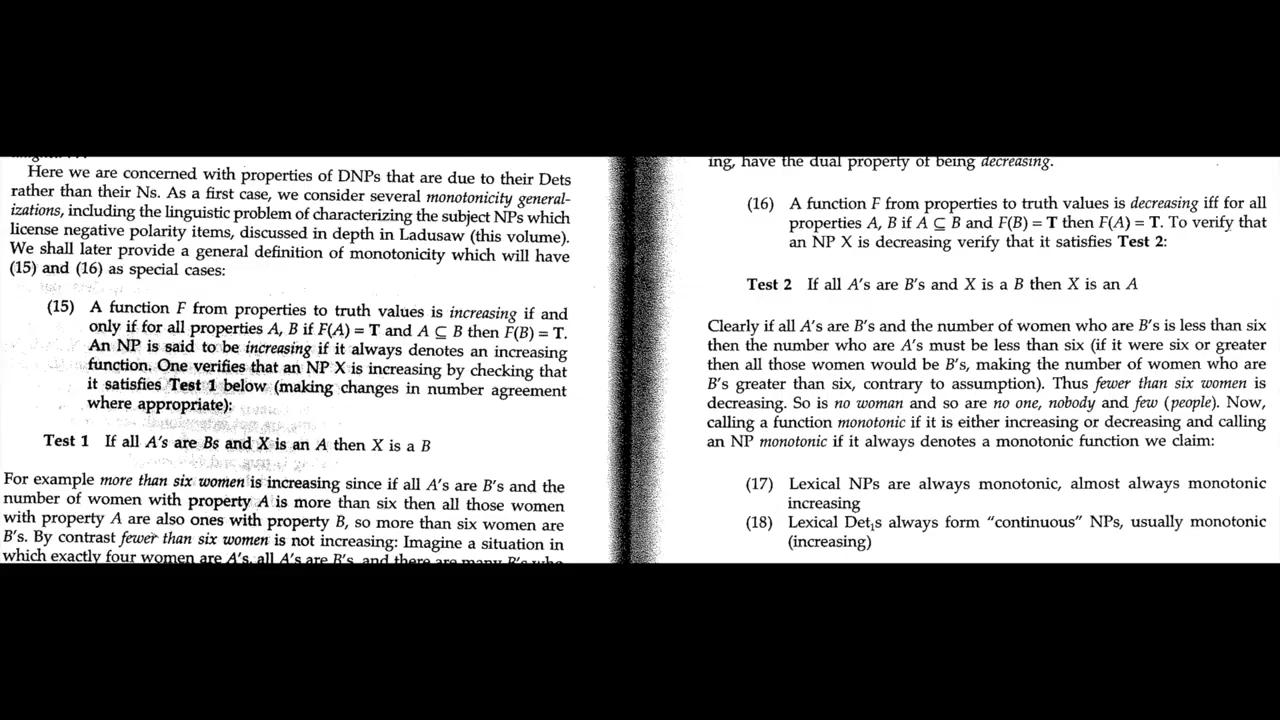 Here we are concerned with properties of DNPs that are due to their Dets
rather than their Ns. As a first case, we consider several monotonicity general-
izations, including the linguistic problem of characterizing the subject NPs which
license negative polarity items, discussed in depth in Ladusaw (this volume).
We shall later provide a general definition of monotonicity which will have
(15) and (16) as special cases:
(15) A function F from properties to truth values is increasing if and
only if for all properties A, B if F(A) = T and A ⊆ B then F(B) = T.
An NP is said to be increasing if it always denotes an increasing
function. One verifies that an NP X is increasing by checking that
it satisfies Test 1 below (making changes in number agreement
where appropriate):
Test 1 If all A's are Bs and X is an A then X is a B
For example more than six women is increasing since if all A's are B's and the
number of women with property A is more than six then all those women
with property A are also ones with property B, so more than six women are
B's. By contrast fewer than six women is not increasing: Imagine a situation in
which exactly four women are A's, all A's are B's, and there are many B's who
ing, have the dual property of being decreasing.
(16) A function F from properties to truth values is decreasing iff for all
properties A, B if A ⊆ B and F(B) = T then F(A) = T. To verify that
an NP X is decreasing verify that it satisfies Test 2:
Test 2 If all A's are B's and X is a B then X is an A
Clearly if all A's are B's and the number of women who are B's is less than six
then the number who are A's must be less than six (if it were six or greater
then all those women would be B's, making the number of women who are
B's greater than six, contrary to assumption). Thus fewer than six women is
decreasing. So is no woman and so are no one, nobody and few (people). Now,
calling a function monotonic if it is either increasing or decreasing and calling
an NP monotonic if it always denotes a monotonic function we claim:
(17) Lexical NPs are always monotonic, almost always monotonic
increasing
(18) Lexical Det₁s always form "continuous" NPs, usually monotonic
(increasing)